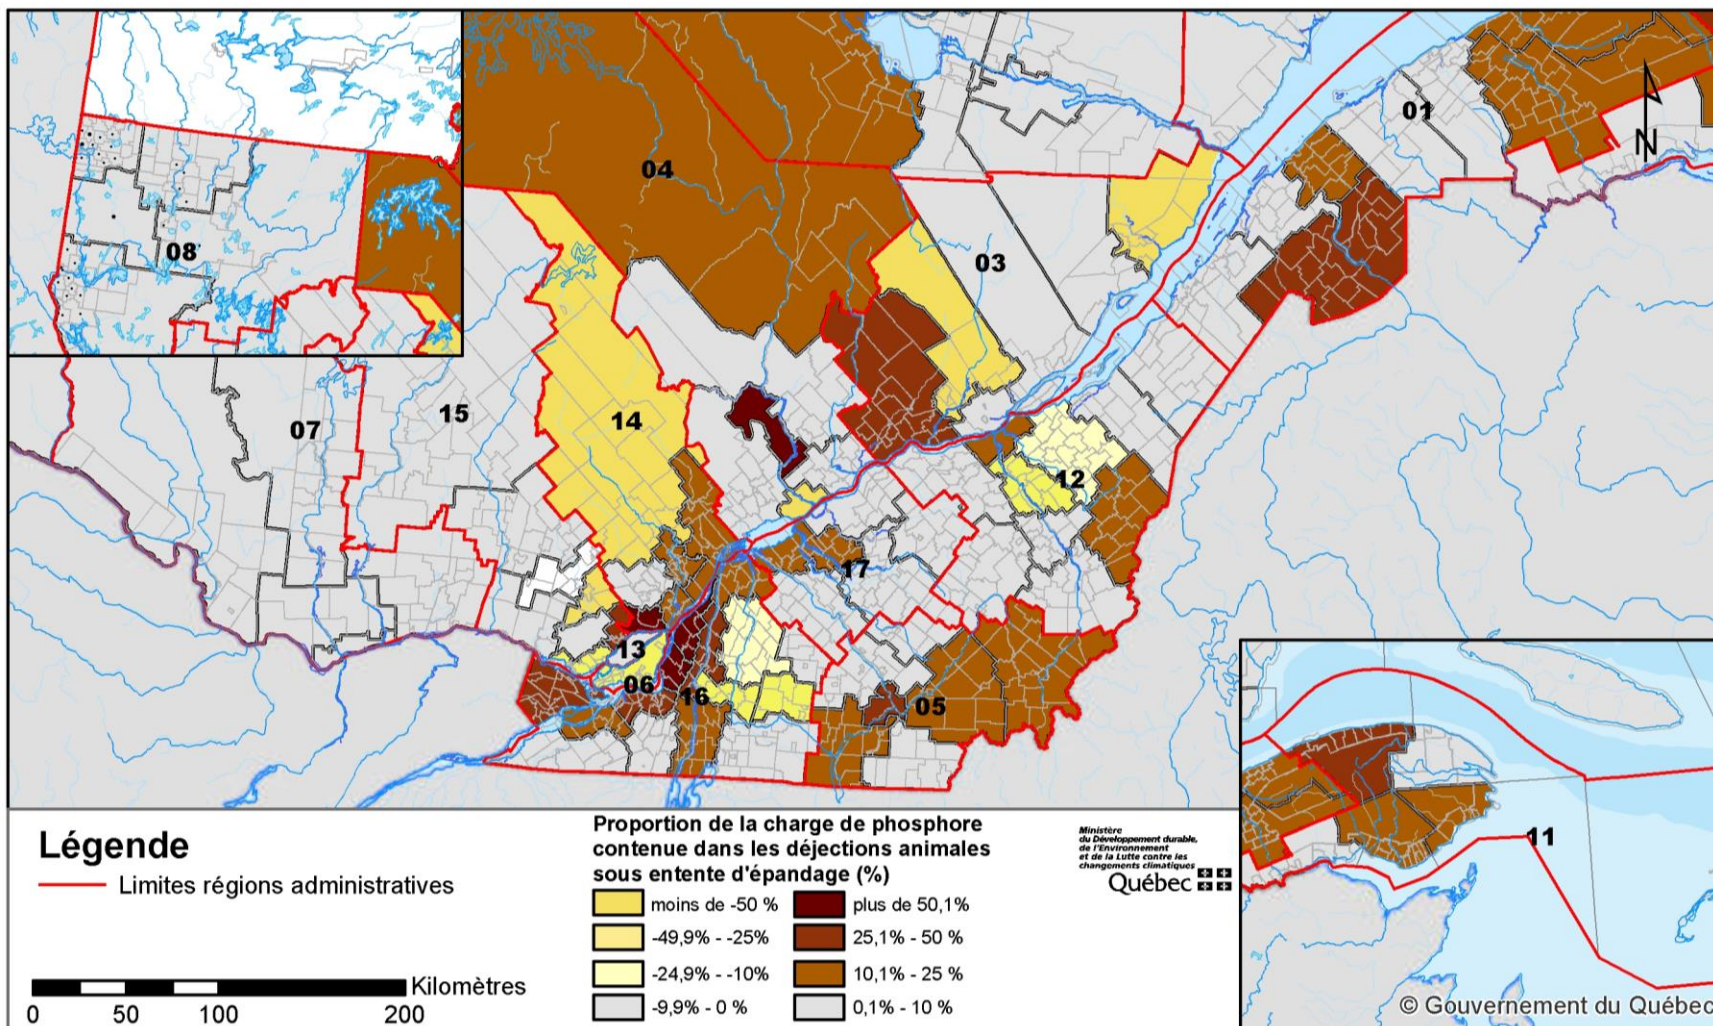 04
01
03
08
07
15
14
12
17
13
06
16
05
11
N
Légende
Limites régions administratives
Kilomètres
0 50 100 200
Proportion de la charge de phosphore
contenue dans les déjections animales
sous entente d'épandage (%)
moins de -50 % plus de 50,1%
-49,9% - -25% 25,1% - 50 %
-24,9% - -10% 10,1% - 25 %
-9,9% - 0 % 0,1% - 10 %
Ministère
du Développement durable,
de l'Environnement
et de la Lutte contre les
changements climatiques
Québec
© Gouvernement du Québec